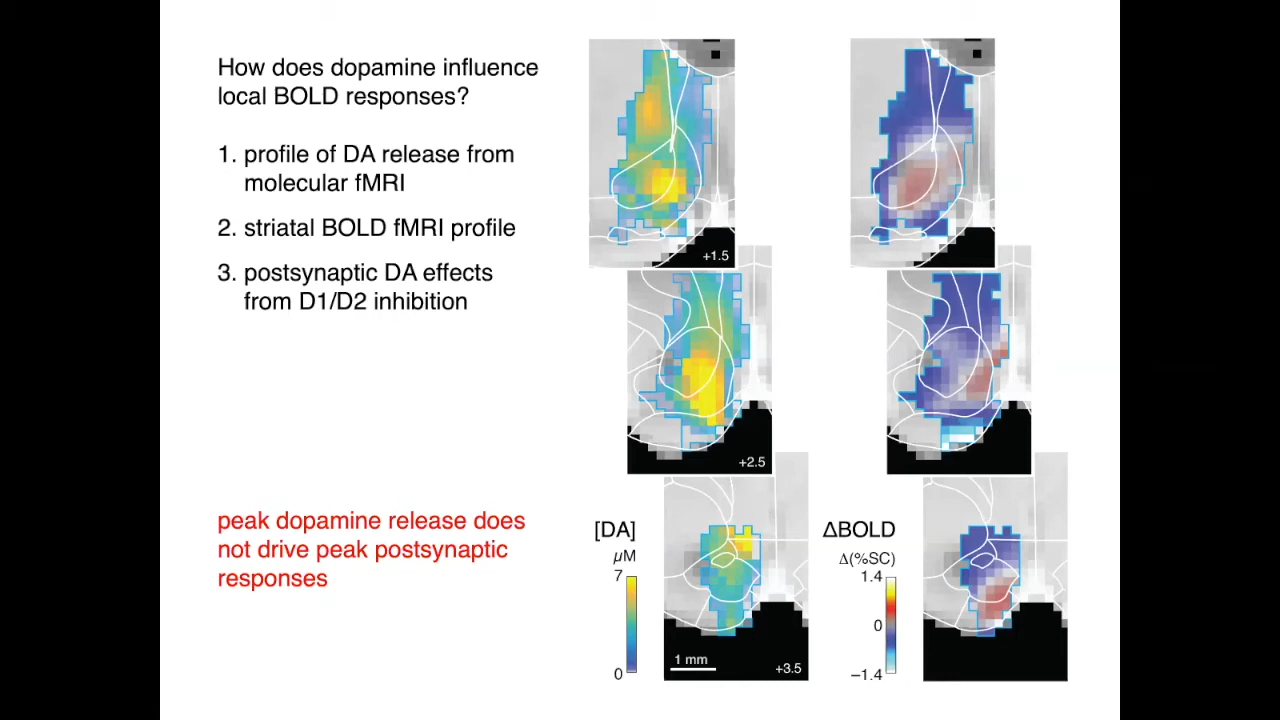 How does dopamine influence
local BOLD responses?
1. profile of DA release from
molecular fMRI
2. striatal BOLD fMRI profile
3. postsynaptic DA effects
from D1/D2 inhibition
peak dopamine release does
not drive peak postsynaptic
responses
+1.5
+2.5
[DA]
µM
7
0
1 mm
+3.5
ΔBOLD
Δ(%SC)
1.4
0
−1.4